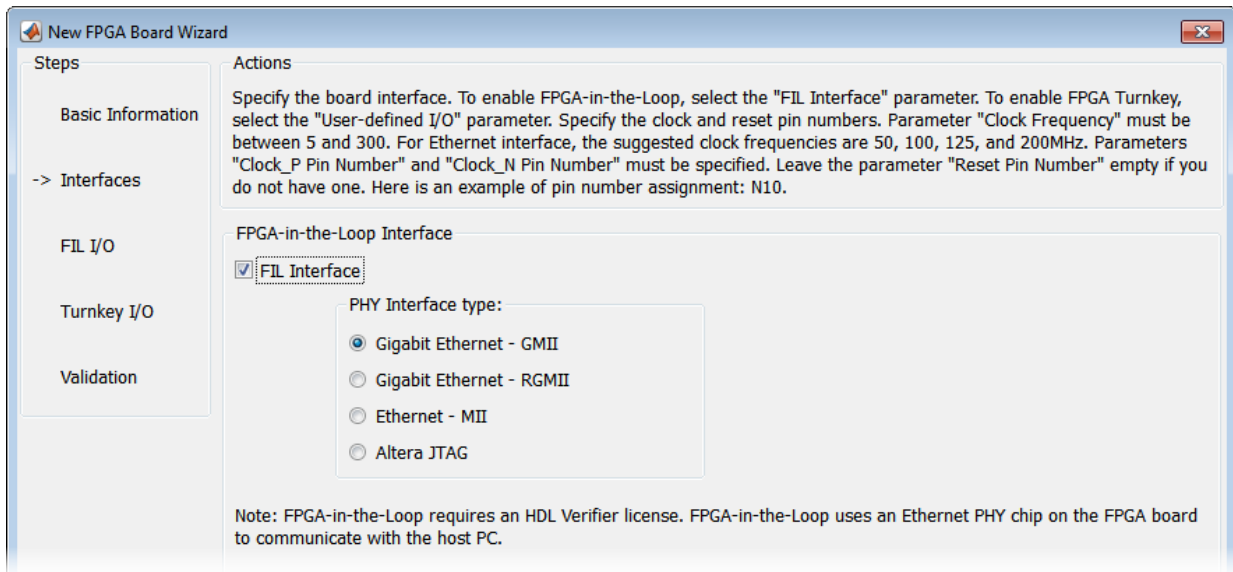 New FPGA Board Wizard
Steps
Basic Information
-> Interfaces
FIL I/O
Turnkey I/O
Validation
Actions
Specify the board interface. To enable FPGA-in-the-Loop, select the "FIL Interface" parameter. To enable FPGA Turnkey,
select the "User-defined I/O" parameter. Specify the clock and reset pin numbers. Parameter "Clock Frequency" must be
between 5 and 300. For Ethernet interface, the suggested clock frequencies are 50, 100, 125, and 200MHz. Parameters
"Clock_P Pin Number" and "Clock_N Pin Number" must be specified. Leave the parameter "Reset Pin Number" empty if you
do not have one. Here is an example of pin number assignment: N10.
FPGA-in-the-Loop Interface
FIL Interface
PHY Interface type:
Gigabit Ethernet - GMII
Gigabit Ethernet - RGMII
Ethernet - MII
Altera JTAG
Note: FPGA-in-the-Loop requires an HDL Verifier license. FPGA-in-the-Loop uses an Ethernet PHY chip on the FPGA board
to communicate with the host PC.